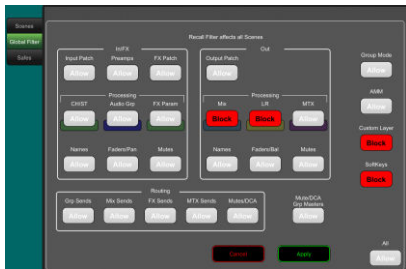 Scenes
Global Filter
Safes
Recall Filter affects all Scenes
In/FX
Out
Input Patch Preamps FX Patch
Output Patch
Group Mode
Allow Allow Allow
Allow
Allow
Processing
Processing
CH/ST Audio Grp FX Param
Mix LR MTX
AMM
Allow Allow Allow
Block Block Allow
Allow
Custom Layer
Block
Names Faders/Pan Mutes
Names Faders/Bal Mutes
Allow Allow Allow
Allow Allow Allow
SoftKeys
Block
Routing
Grp Sends Mix Sends FX Sends MTX Sends Mutes/DCA
Mute/DCA
Grp Masters
Allow Allow Allow Allow Allow
Allow
Cancel
Apply
All
Allow